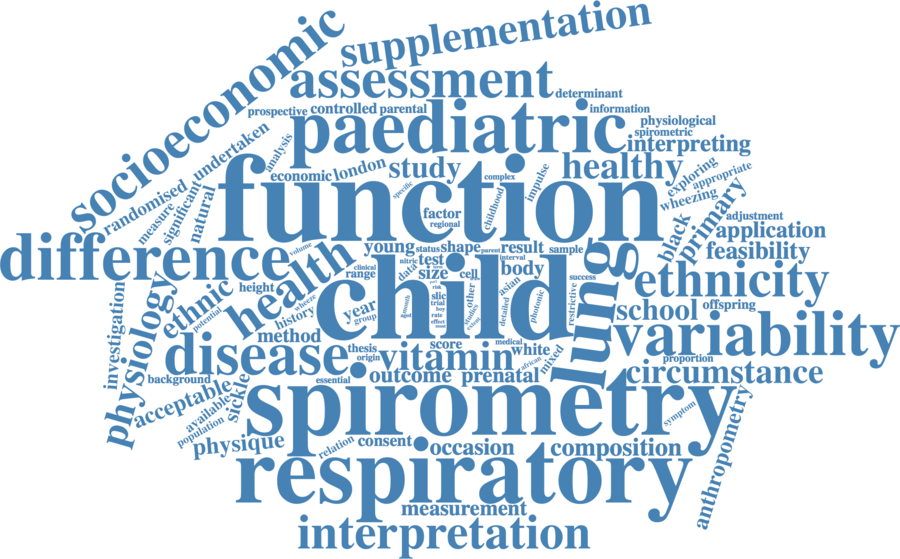 supplementation
socioeconomic
assessment
determinant
prospective
controlled
parental
information
paediatric
physiological
spirometric
interpreting
randomised
undertaken
analysis
economic
london
study
complex
impulse
healthy
exploring
appropriate
wheezing
measure
significant
natural
function
specific
childhood
factor
regional
black
primary
adjustment
application
feasibility
difference
volume
young
status
shape
parent
result
sample
health
clinical
range
nitric
data
test
size
cell
interval
body
asian
lung
success
restrictive
ethnicity
investigation
physiology
ethnic
potential
height
history
wheeze
year
group
child
month
risk
slic
trial
boy
rate
effect
other
detailed
photonic
school
offspring
variability
method
disease
thesis
origin
score
vitamin
medical
white
african
mixed
proportion
circumstance
background
essential
outcome
prenatal
acceptable
available
population
sickle
spirometry
symptom
anthropometry
physique
relation
consent
occasion
composition
respiratory
measurement
interpretation